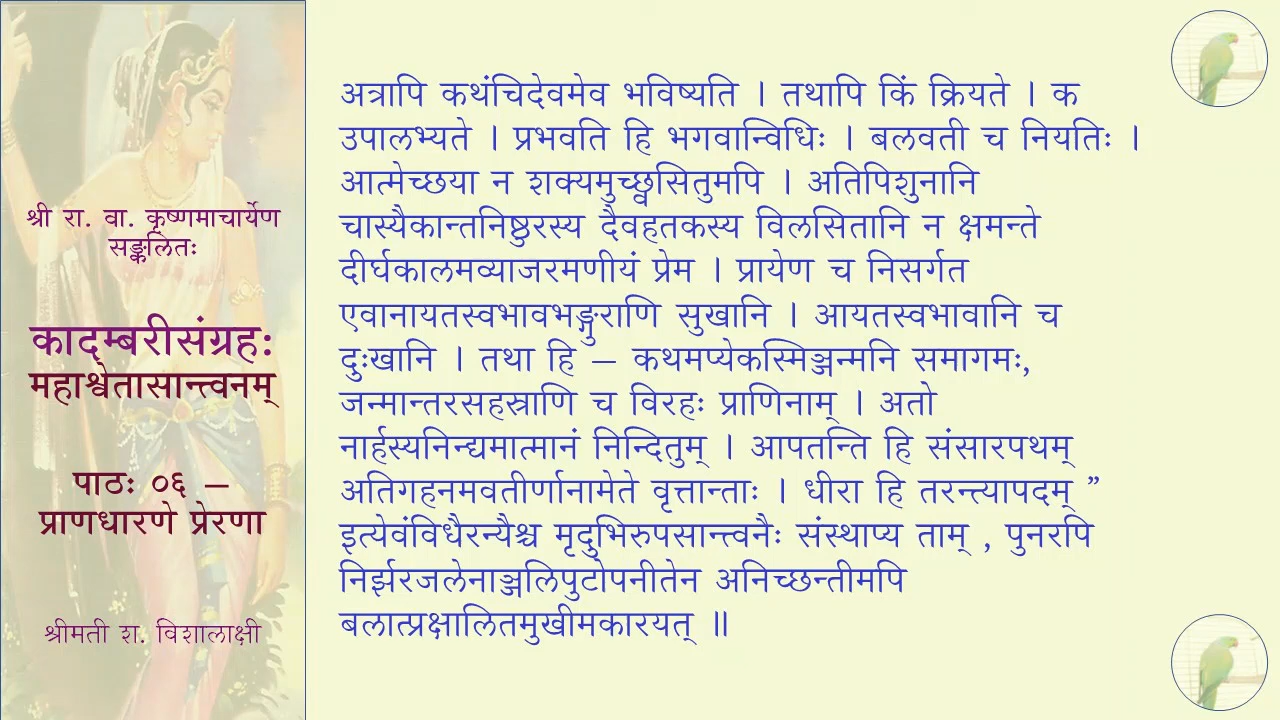 श्री रा. वा. कृष्णमाचार्येण
सङ्कलितः
कादम्बरीसंग्रहः
महाश्वेतासान्त्वनम्
पाठः ०६ –
प्राणधारणे प्रेरणा
श्रीमती श. विशालाक्षी
अत्रापि कथंचिदेवमेव भविष्यति । तथापि किं क्रियते । क
उपालभ्यते । प्रभवति हि भगवान्विधिः । बलवती च नियतिः ।
आत्मेच्छया न शक्यमुच्छ्वसितुमपि । अतिपिशुनानि
चास्यैकान्तनिष्ठुरस्य दैवहतकस्य विलसितानि न क्षमन्ते
दीर्घकालमव्याजरमणीयं प्रेम । प्रायेण च निसर्गत
एवानायतस्वभावभङ्गुराणि सुखानि । आयतस्वभावानि च
दुःखानि । तथा हि – कथमप्येकस्मिञ्जन्मनि समागमः,
जन्मान्तरसहस्राणि च विरहः प्राणिनाम् । अतो
नार्हस्यनिन्द्यमात्मानं निन्दितुम् । आपतन्ति हि संसारपथम्
अतिगहनमवतीर्णानामेते वृत्तान्ताः । धीरा हि तरन्त्यापदम् ”
इत्येवंविधैरन्यैश्च मृदुभिरुपसान्त्वनैः संस्थाप्य ताम् , पुनरपि
निर्झरजलेनाञ्जलिपुटोपनीतेन अनिच्छन्तीमपि
बलात्प्रक्षालितमुखीमकारयत् ॥